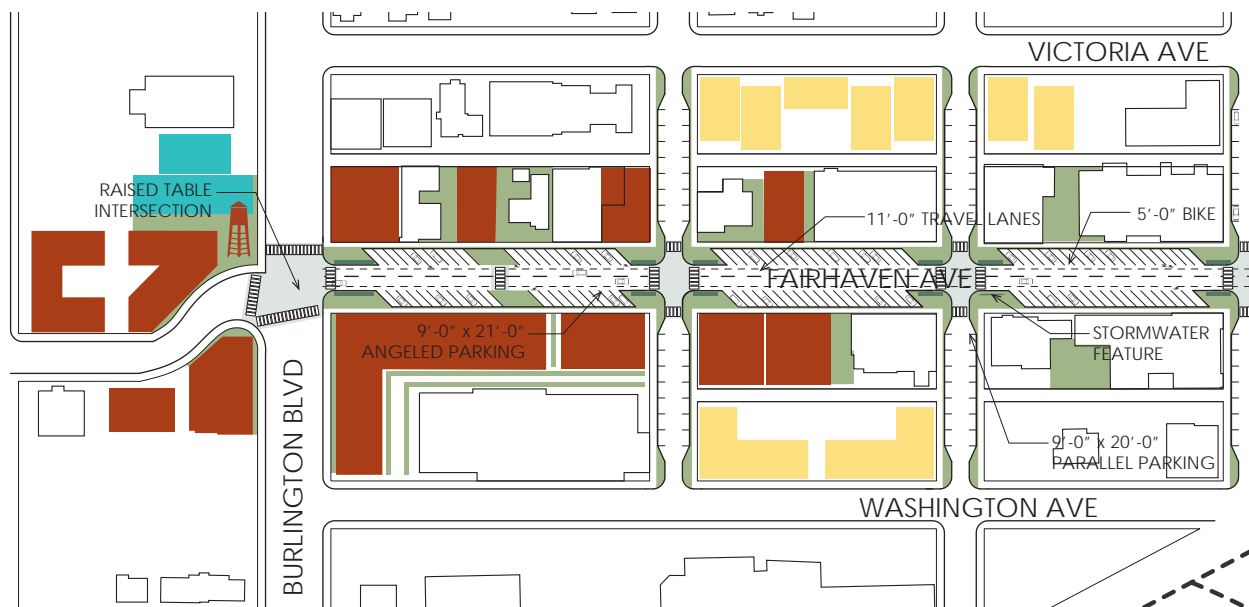 VICTORIA AVE
RAISED TABLE
INTERSECTION
11'-0" TRAVEL LANES
5'-0" BIKE
FAIRHAVEN AVE
9'-0" x 21'-0"
ANGELED PARKING
STORMWATER
FEATURE
BURLINGTON BLVD
9'-0" x 20'-0"
PARALLEL PARKING
WASHINGTON AVE